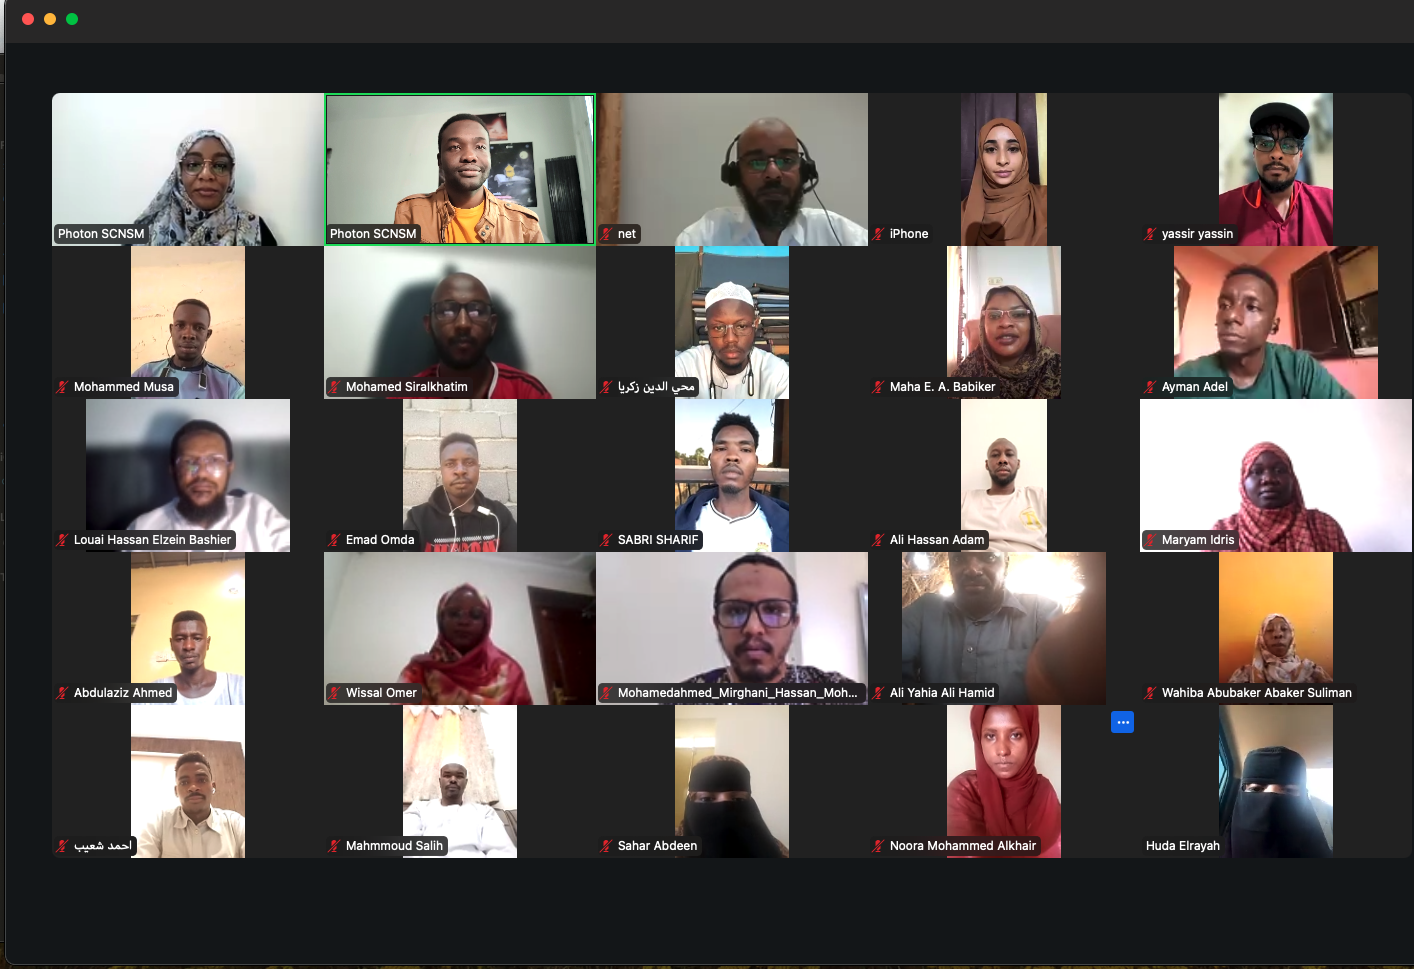 Photon SCNSM
Photon SCNSM
net
iPhone
yassir yassin
Mohammed Musa
Mohamed Siralkhatim
محي الدين زكريا
Maha E. A. Babiker
Ayman Adel
Louai Hassan Elzein Bashier
Emad Omda
SABRI SHARIF
Ali Hassan Adam
Maryam Idris
Abdulaziz Ahmed
Wissal Omer
Mohamedahmed_Mirghani_Hassan_Moh...
Ali Yahia Ali Hamid
Wahiba Abubaker Abaker Suliman
احمد شعيب
Mahmmoud Salih
Sahar Abdeen
Noora Mohammed Alkhair
Huda Elrayah